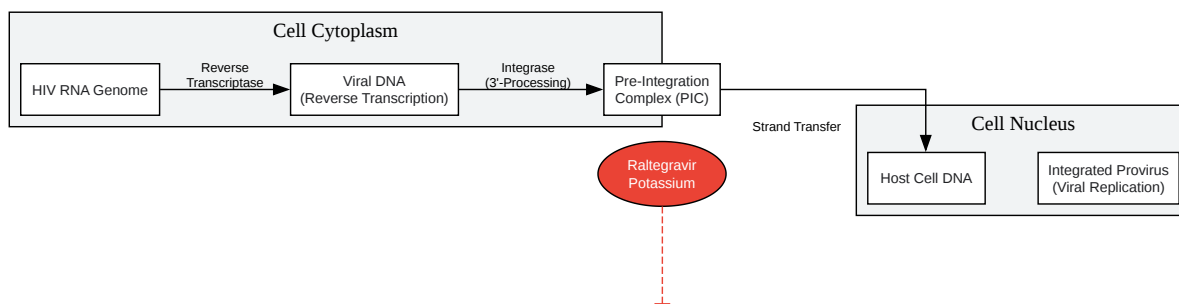 Cell Cytoplasm
HIV RNA Genome
Reverse
Transcriptase
Viral DNA
(Reverse Transcription)
Integrase
(3'-Processing)
Pre-Integration
Complex (PIC)
Strand Transfer
Raltegravir
Potassium
Cell Nucleus
Host Cell DNA
Integrated Provirus
(Viral Replication)